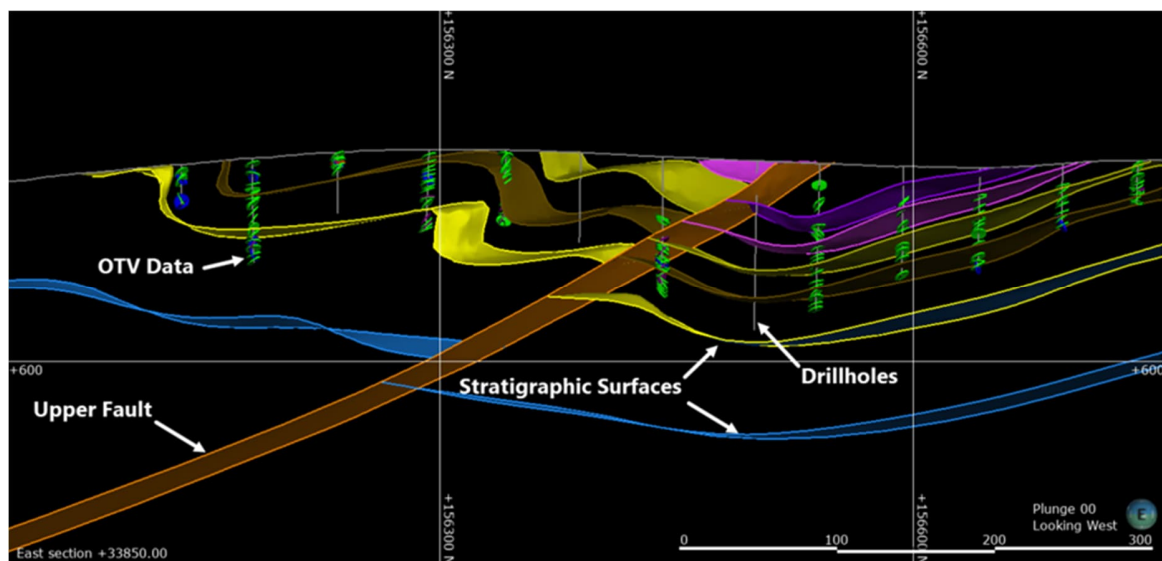 +156300 N
+156600 N
OTV Data
+600
+600
Stratigraphic Surfaces
Drillholes
Upper Fault
+156300 N
+156600 N
Plunge 00
Looking West
E
East section +33850.00
0
100
200
300